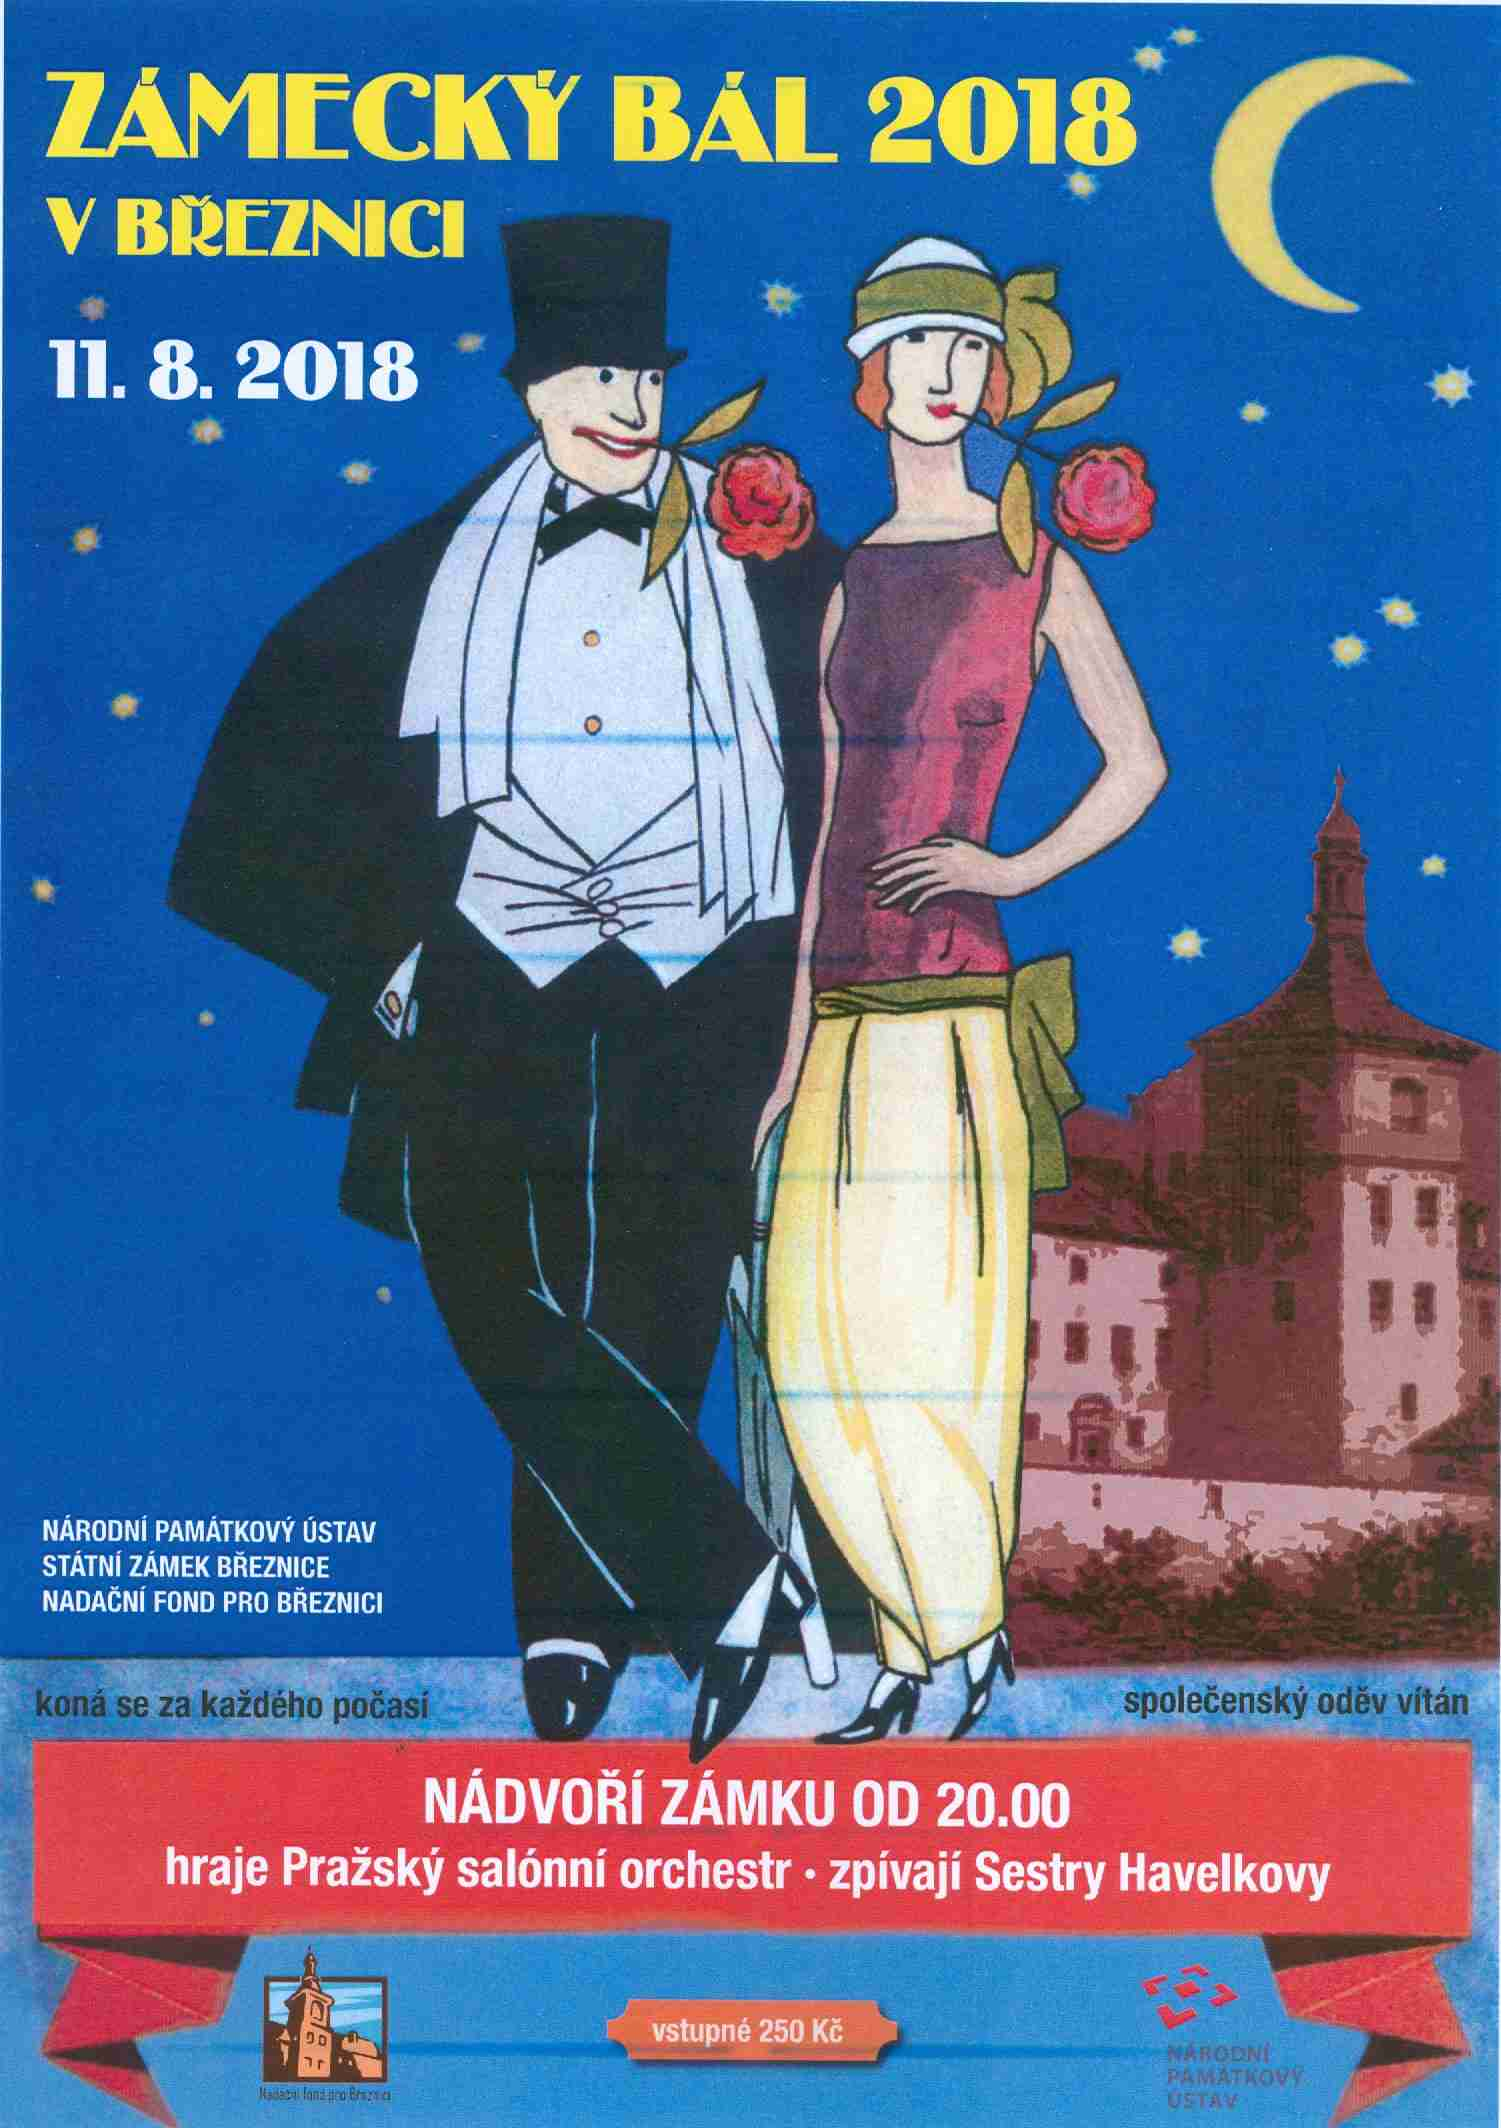 ZÁMECKÝ BÁL 2018
V BŘEZNICI
11. 8. 2018
NÁRODNÍ PAMÁTKOVÝ ÚSTAV
STÁTNÍ ZÁMEK BŘEZNICE
NADAČNÍ FOND PRO BŘEZNICI
koná se za každého počasí
společenský oděv vítán
NÁDVOŘÍ ZÁMKU OD 20.00
hraje Pražský salónní orchestr • zpívají Sestry Havelkovy
Nadační fond pro Březnici
vstupné 250 Kč
NÁRODNÍ
PAMÁTKOVÝ
ÚSTAV